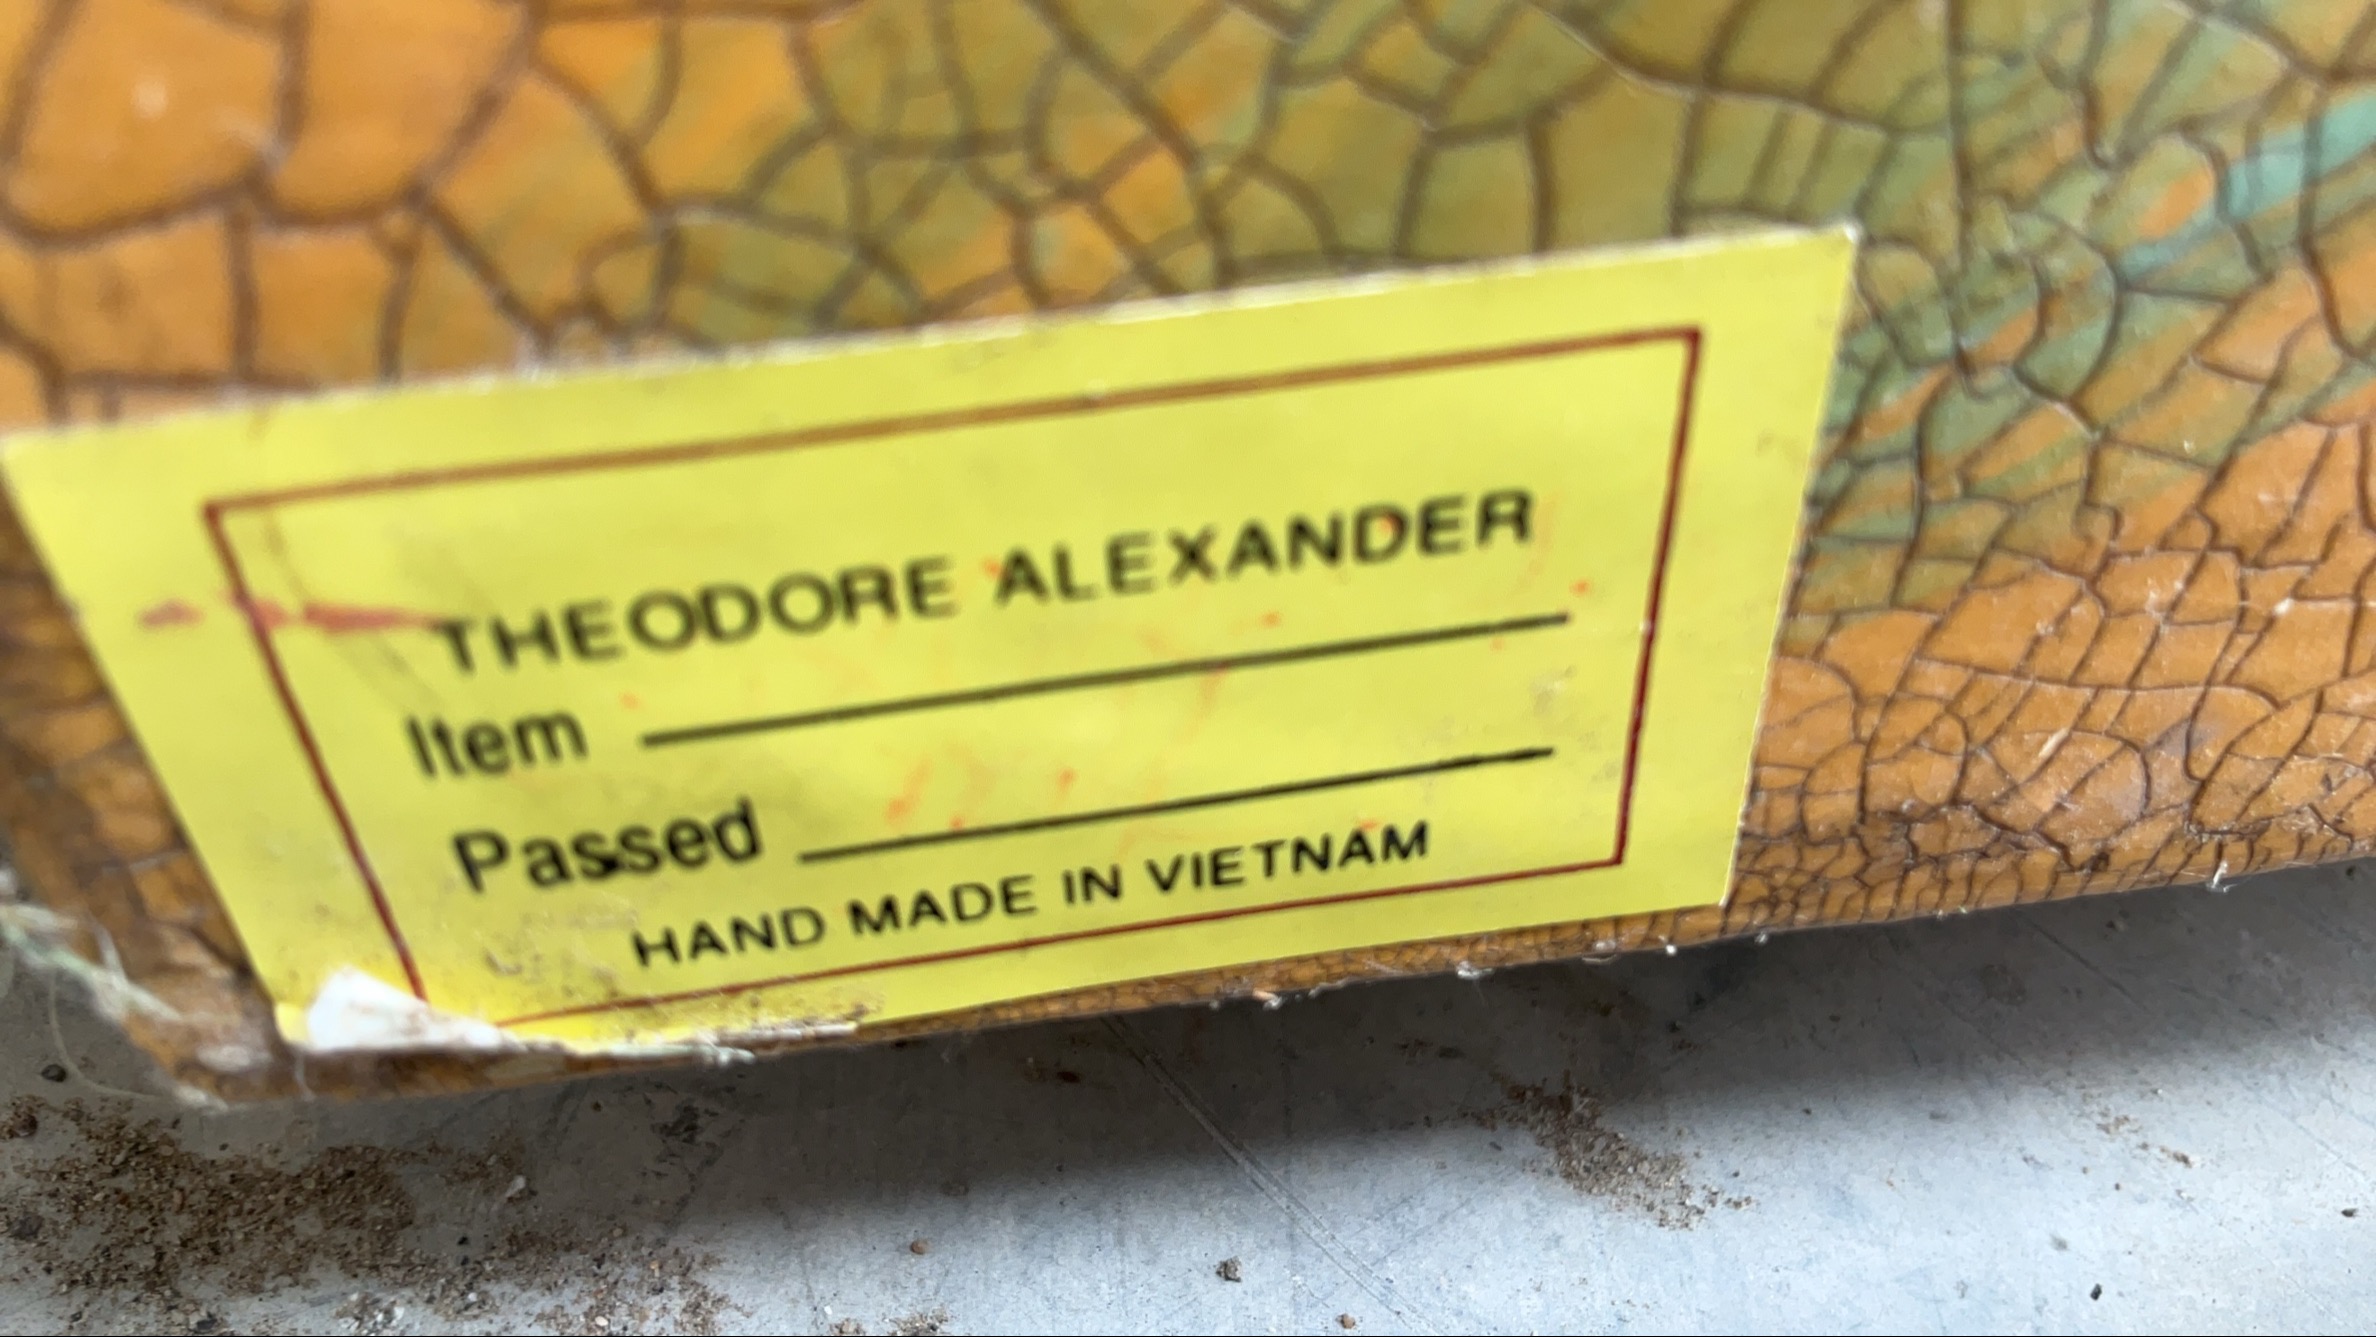 THEODORE ALEXANDER
Item
Passed
HAND MADE IN VIETNAM